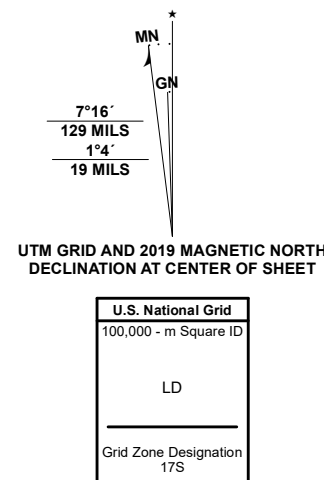 ★
MN
GN
7°16´
129 MILS
1°4´
19 MILS
UTM GRID AND 2019 MAGNETIC NORTH
DECLINATION AT CENTER OF SHEET
U.S. National Grid
100,000 - m Square ID
LD
Grid Zone Designation
17S